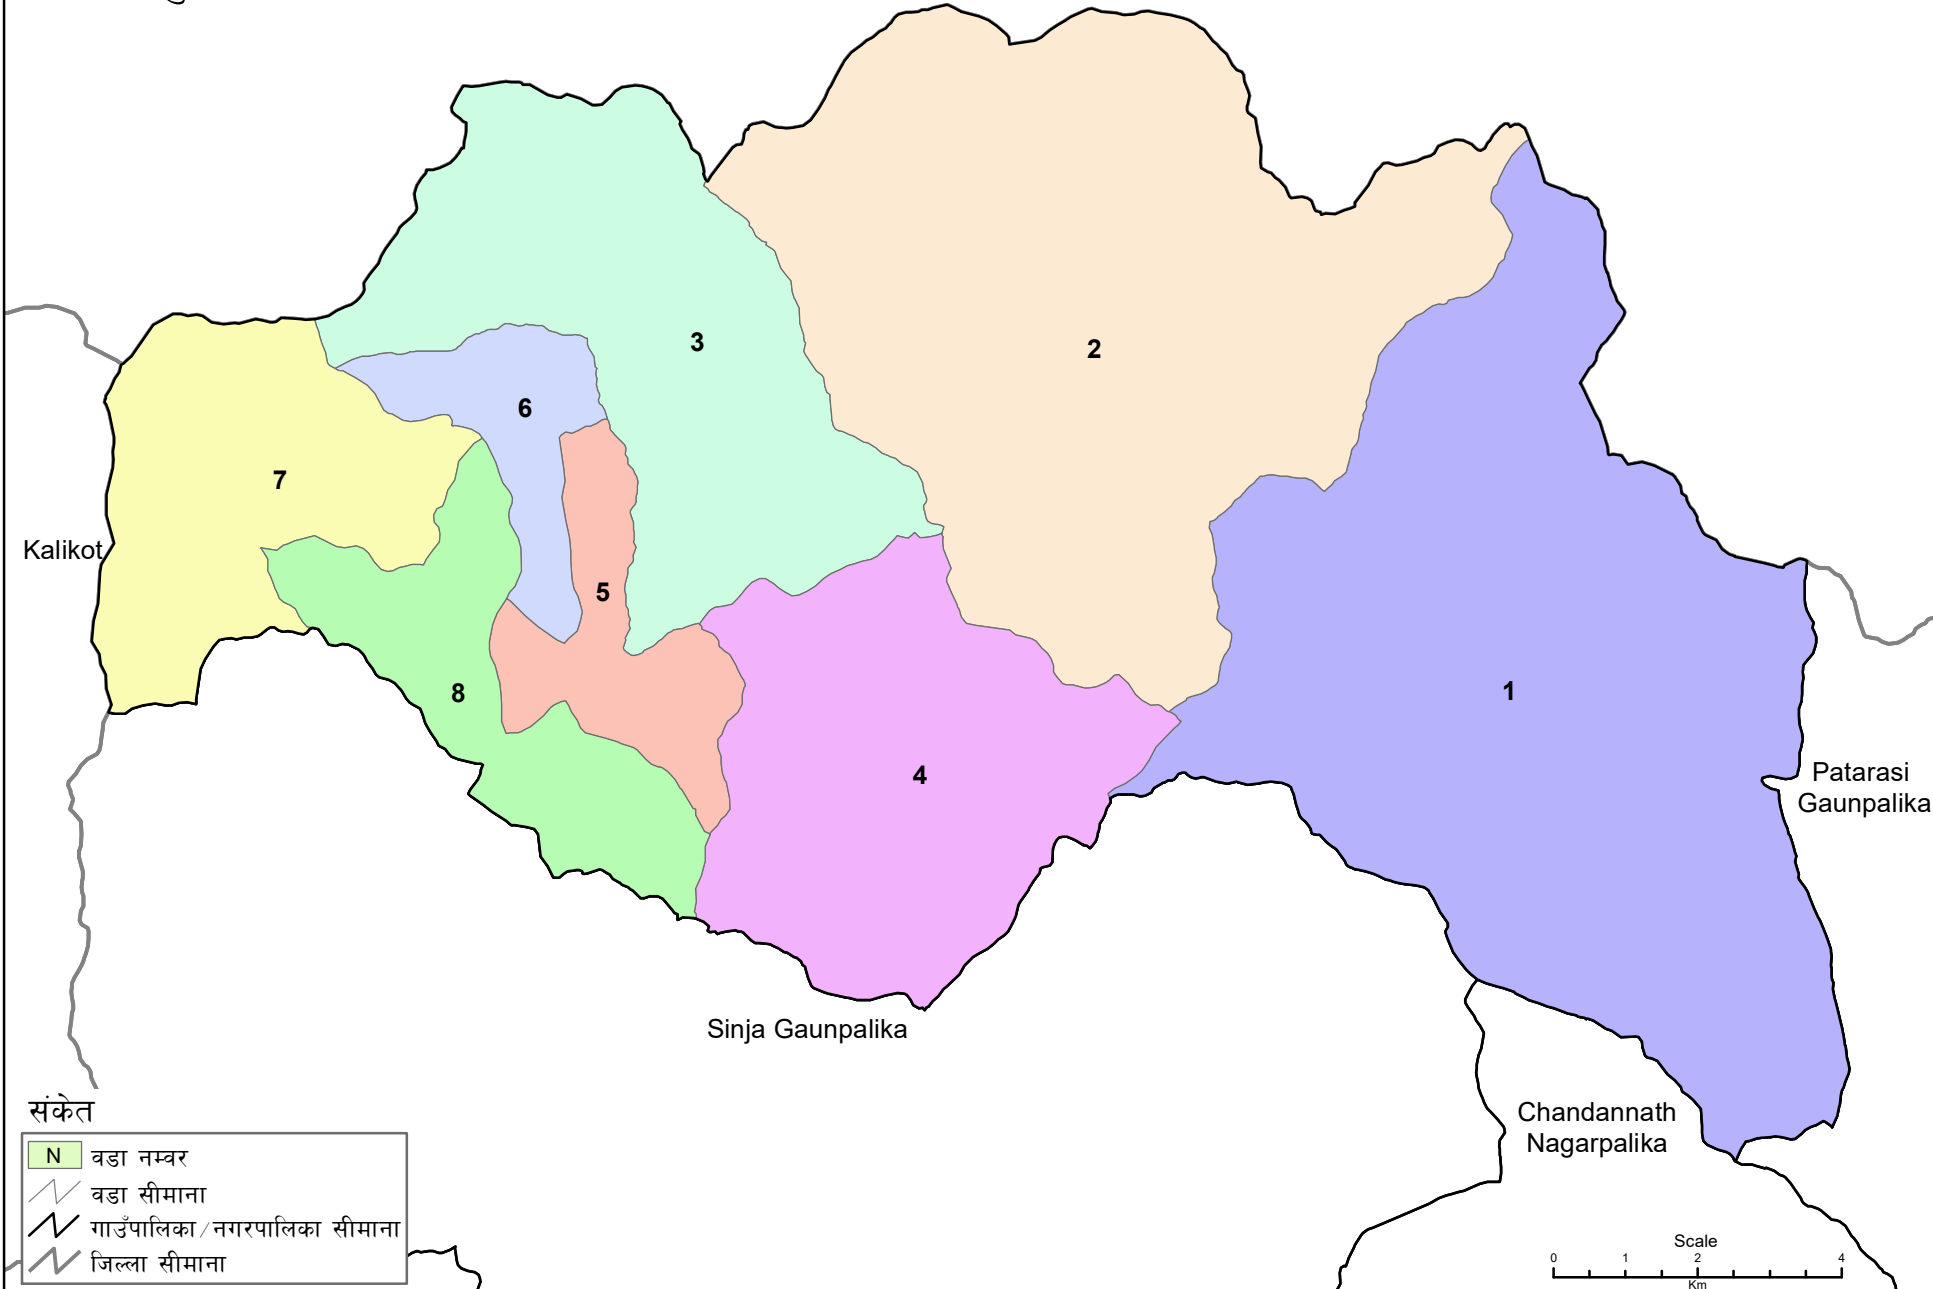 2
3
6
7
Kalikot
5
8
1
4
Patarasi
Gaunpalika
Sinja Gaunpalika
Chandannath
Nagarpalika
संकेत
N वडा नम्वर
वडा सीमाना
गाउँपालिका/नगरपालिका सीमाना
जिल्ला सीमाना
Scale
0 1 2 4
Km